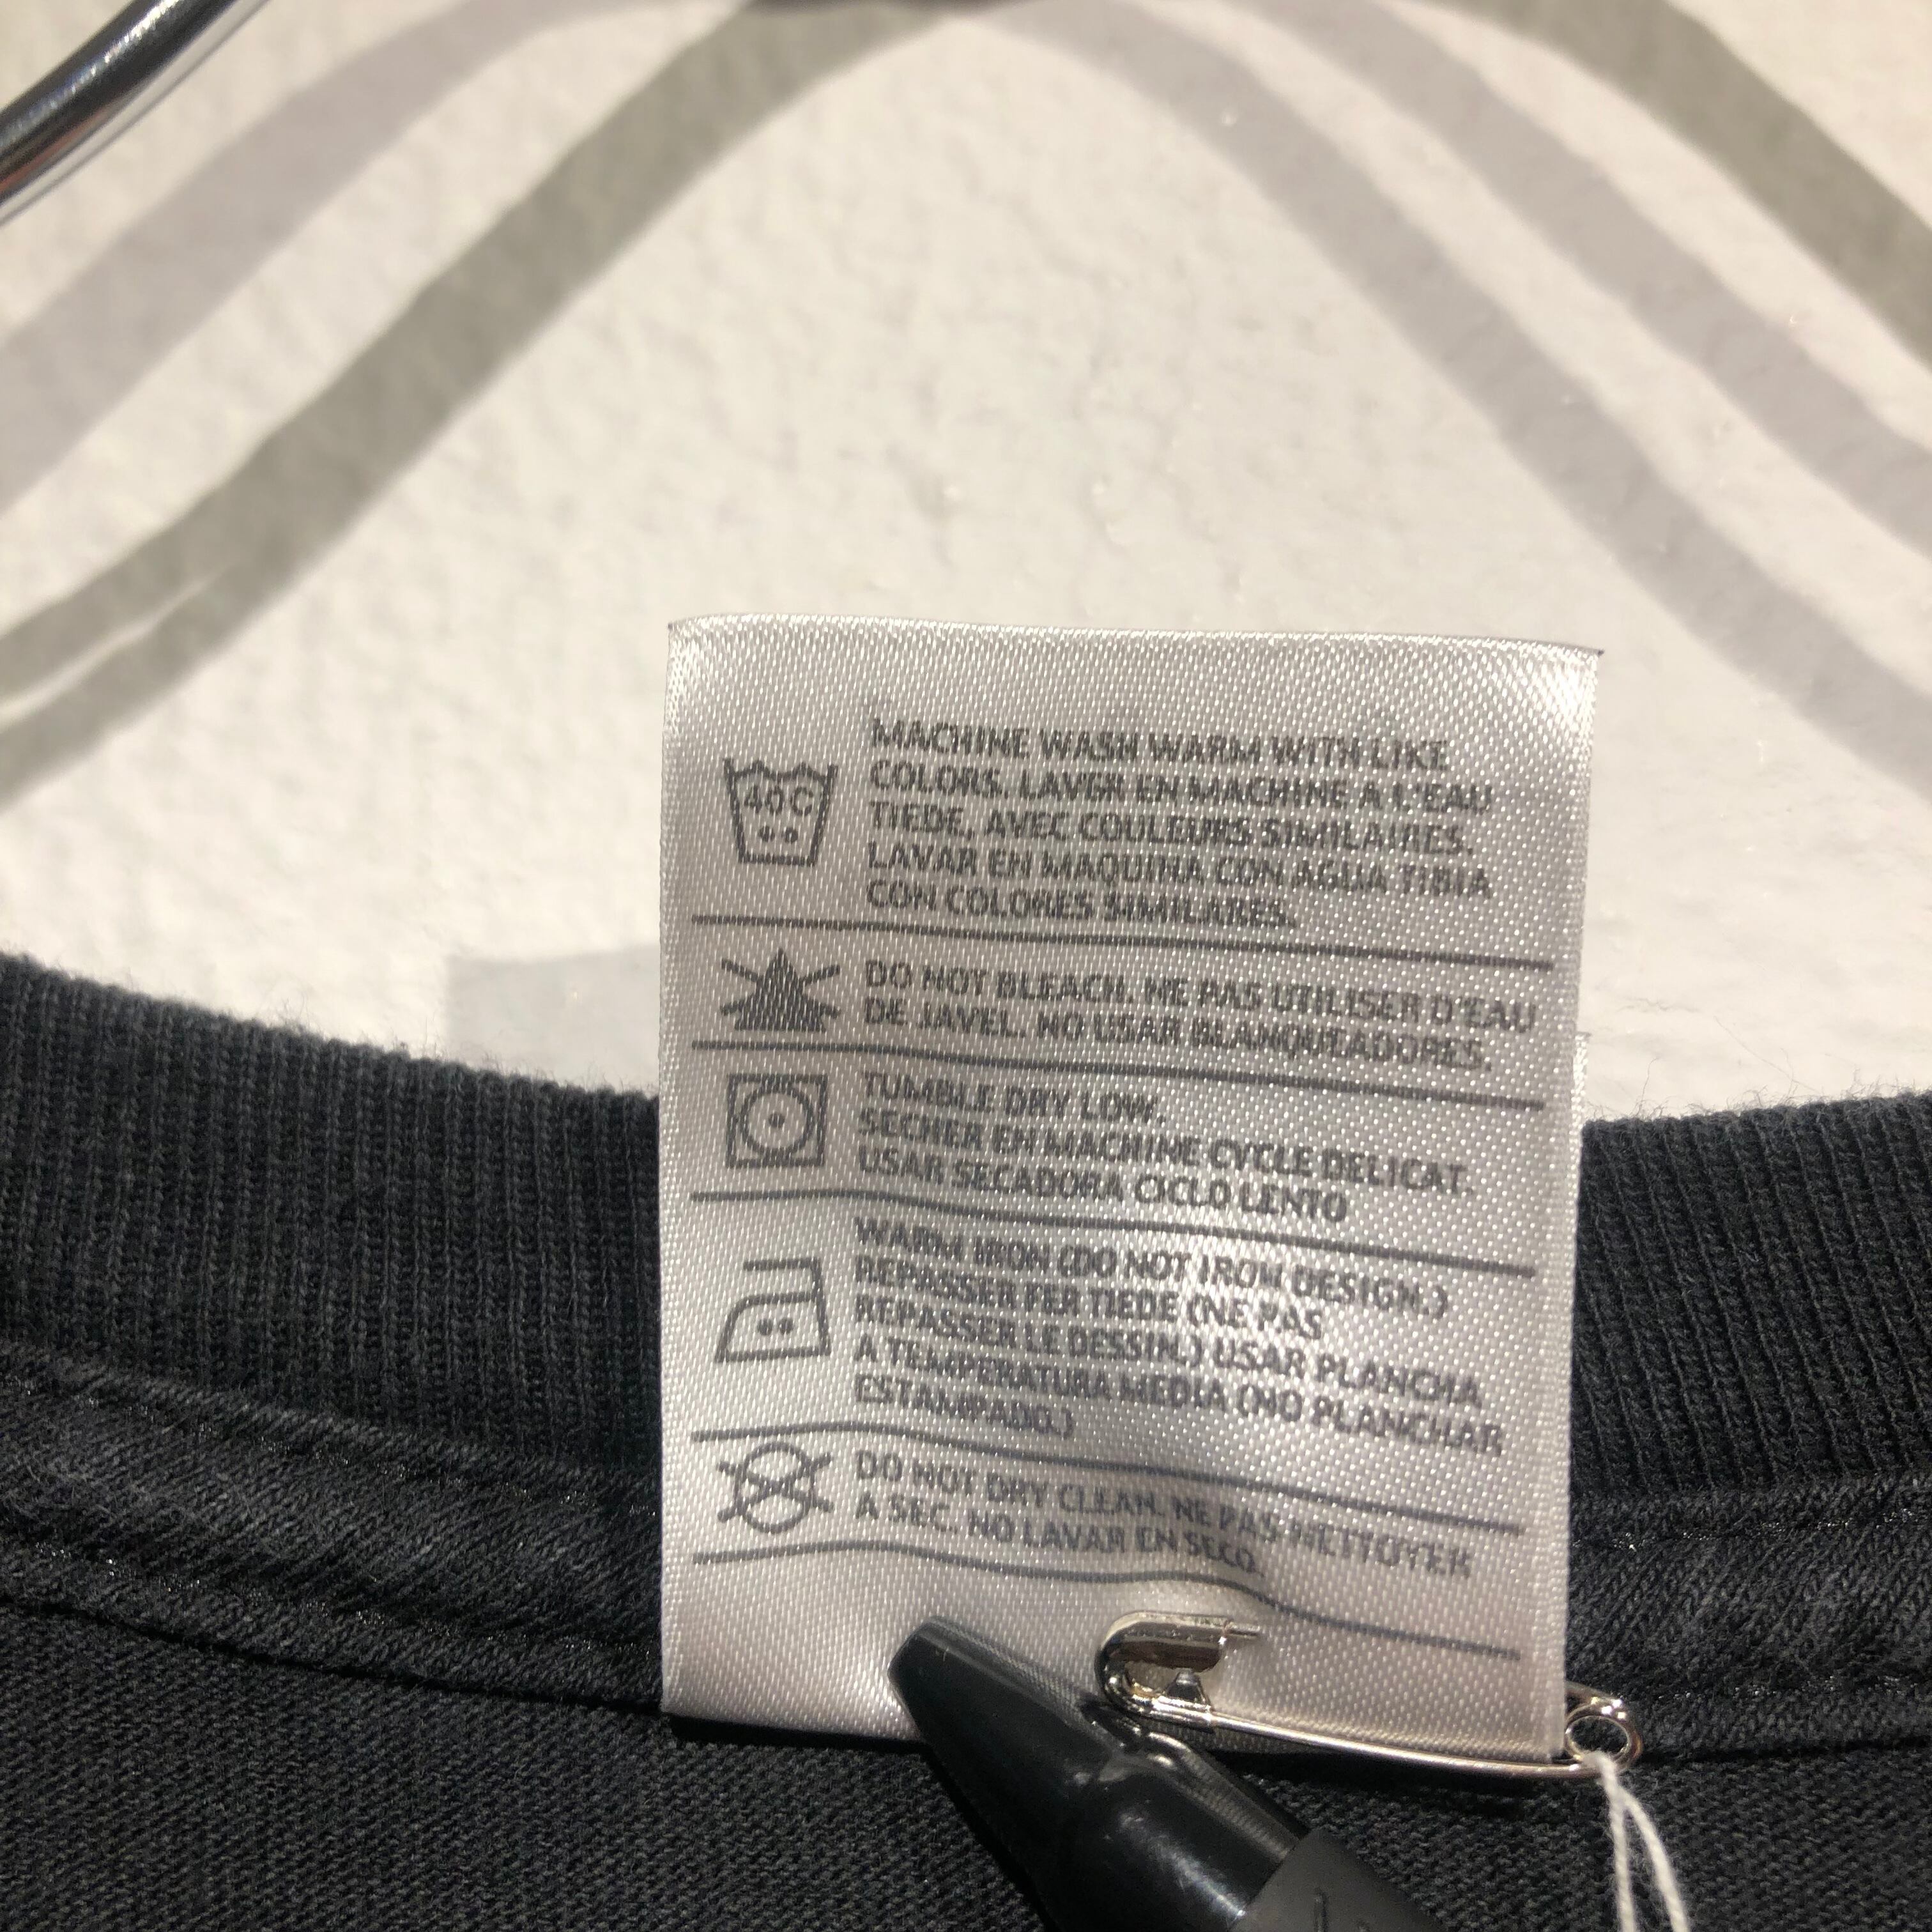 40C
MACHINE WASH WARM WITH LIKE
COLORS. LAVER EN MACHINE A L'EAU
TIEDE, AVEC COULEURS SIMILAIRES.
LAVAR EN MAQUINA CON AGUA TIBIA
CON COLORES SIMILARES.
DO NOT BLEACH. NE PAS UTILISER D'EAU
DE JAVEL. NO USAR BLANQUEADORES.
TUMBLE DRY LOW.
SECHER EN MACHINE CYCLE DELICAT.
USAR SECADORA CICLO LENTO
WARM IRON (DO NOT IRON DESIGN.)
REPASSER FER TIEDE (NE PAS
REPASSER LE DESSIN.) USAR PLANCHA
A TEMPERATURA MEDIA (NO PLANCHAR
ESTAMPADO.)
DO NOT DRY CLEAN. NE PAS NETTOYER
A SEC. NO LAVAR EN SECO.